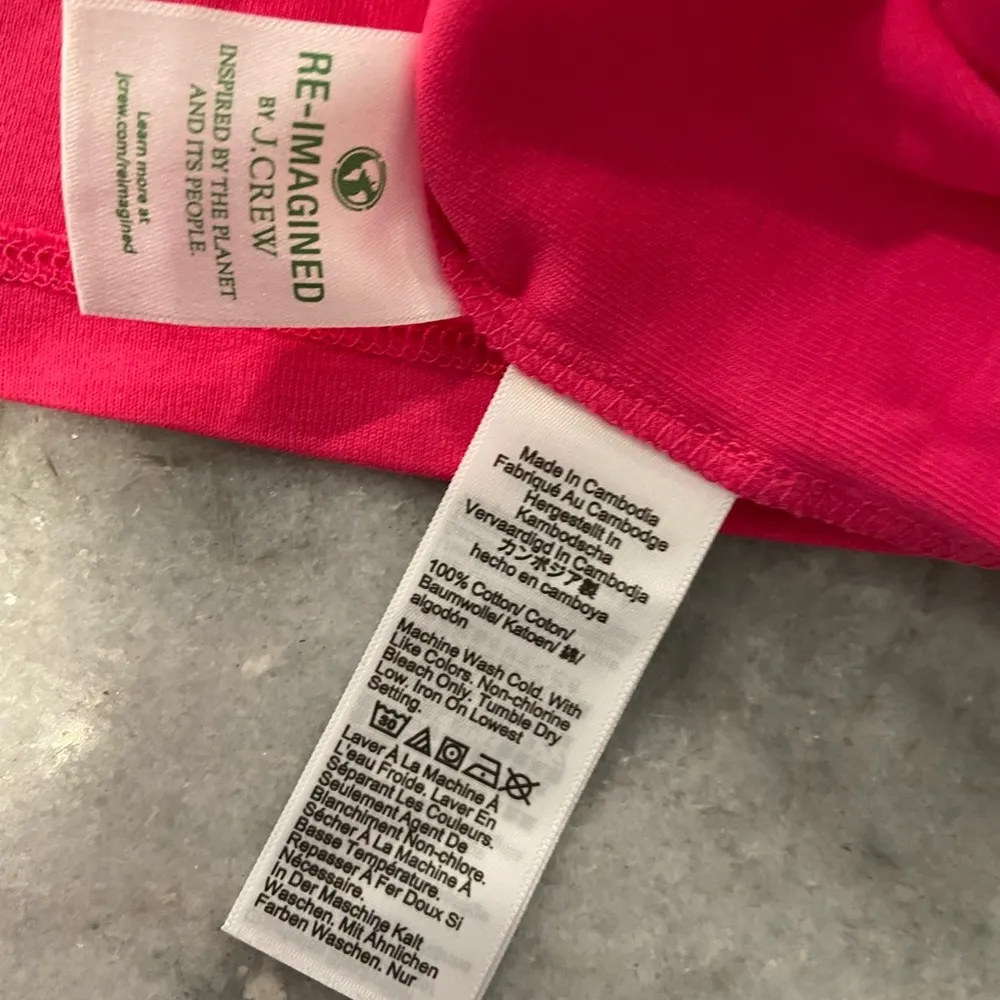 RE-IMAGINED
BY J.CREW
INSPIRED BY THE PLANET
AND ITS PEOPLE.
Learn more at
jcrew.com/reimagined
Made In Cambodia
Fabriqué Au Cambodge
Hergestellt In
Kambodscha
Vervaardigd In Cambodja
カンボジア製
hecho en camboya
100% Cotton/ Coton/
Baumwolle/ Katoen/ 綿/
algodón
Machine Wash Cold. With
Like Colors. Non-chlorine
Bleach Only. Tumble Dry
Low. Iron On Lowest
Setting.
30
Laver À La Machine À
L'eau Froide. Laver En
Séparant Les Couleurs.
Seulement Agent De
Blanchiment Non-chlore.
Sécher À La Machine À
Basse Température.
Repasser À Fer Doux Si
Nécessaire.
In Der Maschine Kalt
Waschen. Mit Ähnlichen
Farben Waschen. Nur